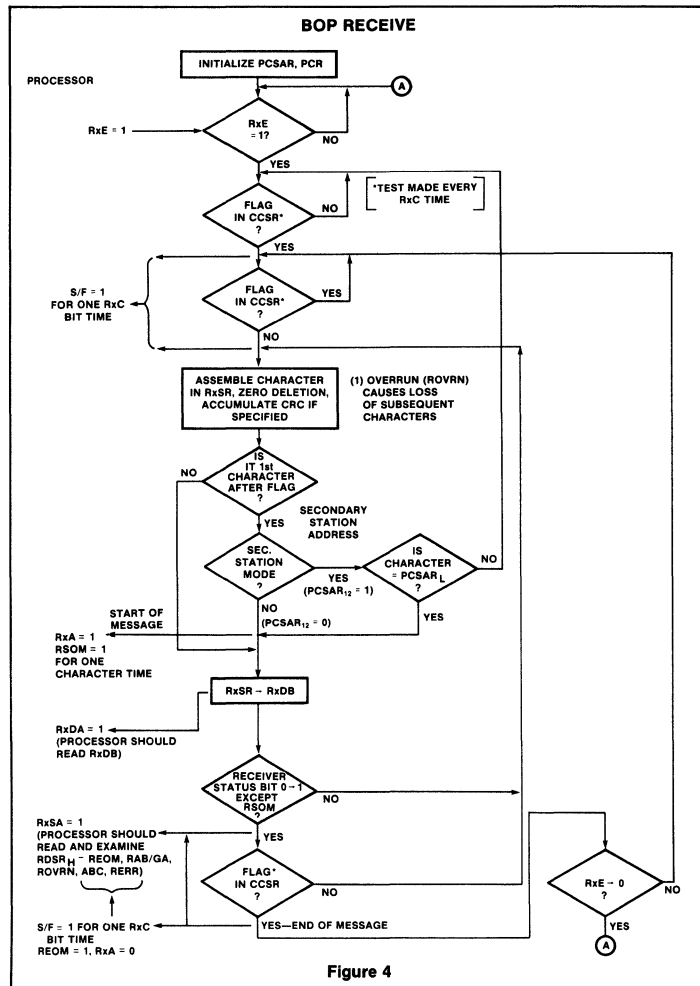 BOP RECEIVE
INITIALIZE PCSAR, PCR
PROCESSOR
A
RxE = 1
RxE
= 1?
NO
YES
FLAG
IN CCSR*
?
NO
*TEST MADE EVERY
RxC TIME
YES
S/F = 1
FOR ONE RxC
BIT TIME
FLAG
IN CCSR*
?
YES
NO
ASSEMBLE CHARACTER
IN RxSR, ZERO DELETION,
ACCUMULATE CRC IF
SPECIFIED
(1) OVERRUN (ROVRN)
CAUSES LOSS
OF SUBSEQUENT
CHARACTERS
IS
IT 1st
CHARACTER
AFTER FLAG
?
NO
YES
SECONDARY
STATION
ADDRESS
SEC.
STATION
MODE
?
YES
(PCSAR12 = 1)
IS
CHARACTER
= PCSARL
?
NO
YES
NO
(PCSAR12 = 0)
START OF
MESSAGE
RxA = 1
RSOM = 1
FOR ONE
CHARACTER TIME
RxSR → RxDB
RxDA = 1
(PROCESSOR SHOULD
READ RxDB)
RECEIVER
STATUS BIT 0→1
EXCEPT
RSOM
?
NO
YES
RxSA = 1
(PROCESSOR SHOULD
READ AND EXAMINE
RDSRH – REOM, RAB/GA,
ROVRN, ABC, RERR)
FLAG*
IN CCSR
?
NO
YES—END OF MESSAGE
S/F = 1 FOR ONE RxC
BIT TIME
REOM = 1, RxA = 0
RxE→0
?
NO
YES
A
Figure 4